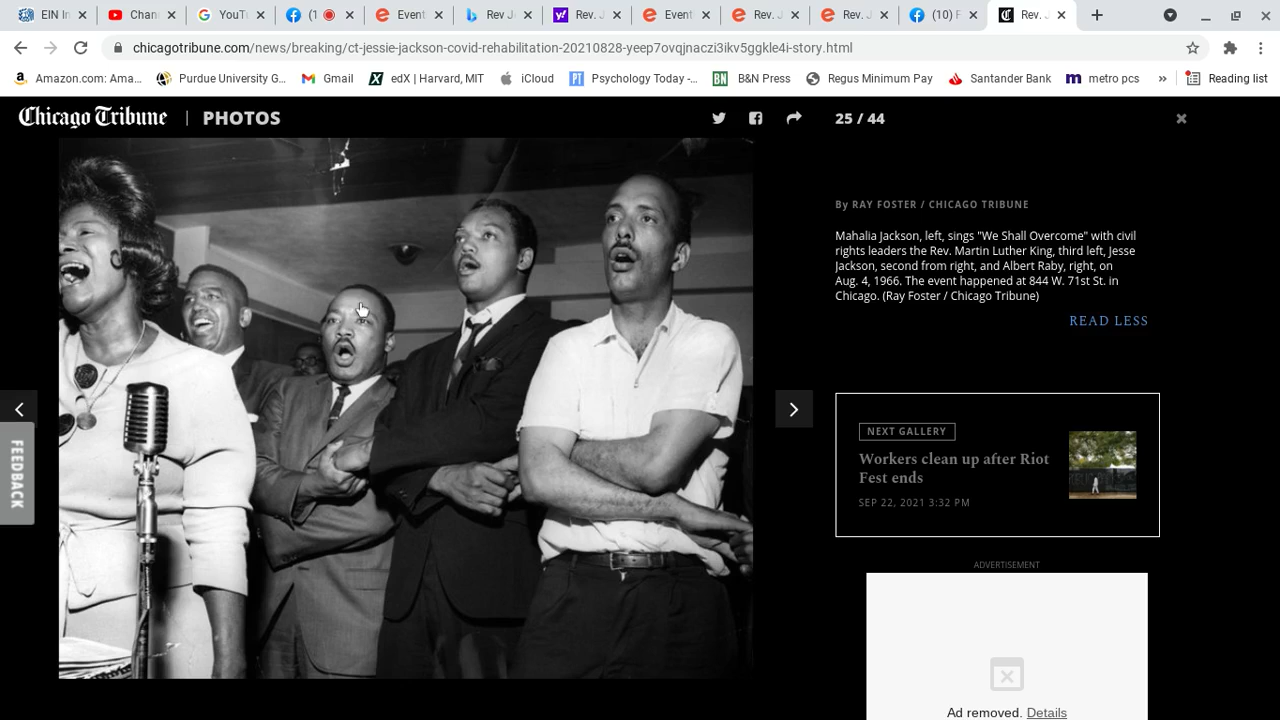 EIN In
Chan
YouT
(1
Event
Rev J
Rev. J
Event
Rev. J
Rev. J
(10) F
Rev. J
chicagotribune.com/news/breaking/ct-jessie-jackson-covid-rehabilitation-20210828-yeep7ovqjnaczi3ikv5ggkle4i-story.html
Amazon.com: Ama...
Purdue University G...
Gmail
edX | Harvard, MIT
iCloud
Psychology Today -...
B&N Press
Regus Minimum Pay
Santander Bank
metro pcs
»
Reading list
Chicago Tribune | PHOTOS
25 / 44
By RAY FOSTER / CHICAGO TRIBUNE
Mahalia Jackson, left, sings "We Shall Overcome" with civil
rights leaders the Rev. Martin Luther King, third left, Jesse
Jackson, second from right, and Albert Raby, right, on
Aug. 4, 1966. The event happened at 844 W. 71st St. in
Chicago. (Ray Foster / Chicago Tribune)
READ LESS
FEEDBACK
NEXT GALLERY
Workers clean up after Riot
Fest ends
SEP 22, 2021 3:32 PM
ADVERTISEMENT
Ad removed. Details